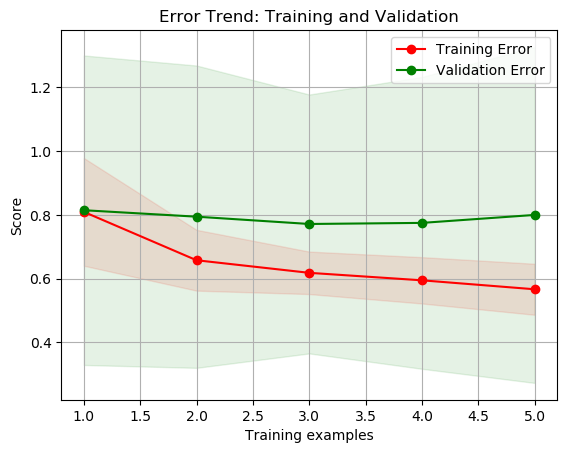 Error Trend: Training and Validation
Training Error
Validation Error
Score
1.2
1.0
0.8
0.6
0.4
1.0 1.5 2.0 2.5 3.0 3.5 4.0 4.5 5.0
Training examples